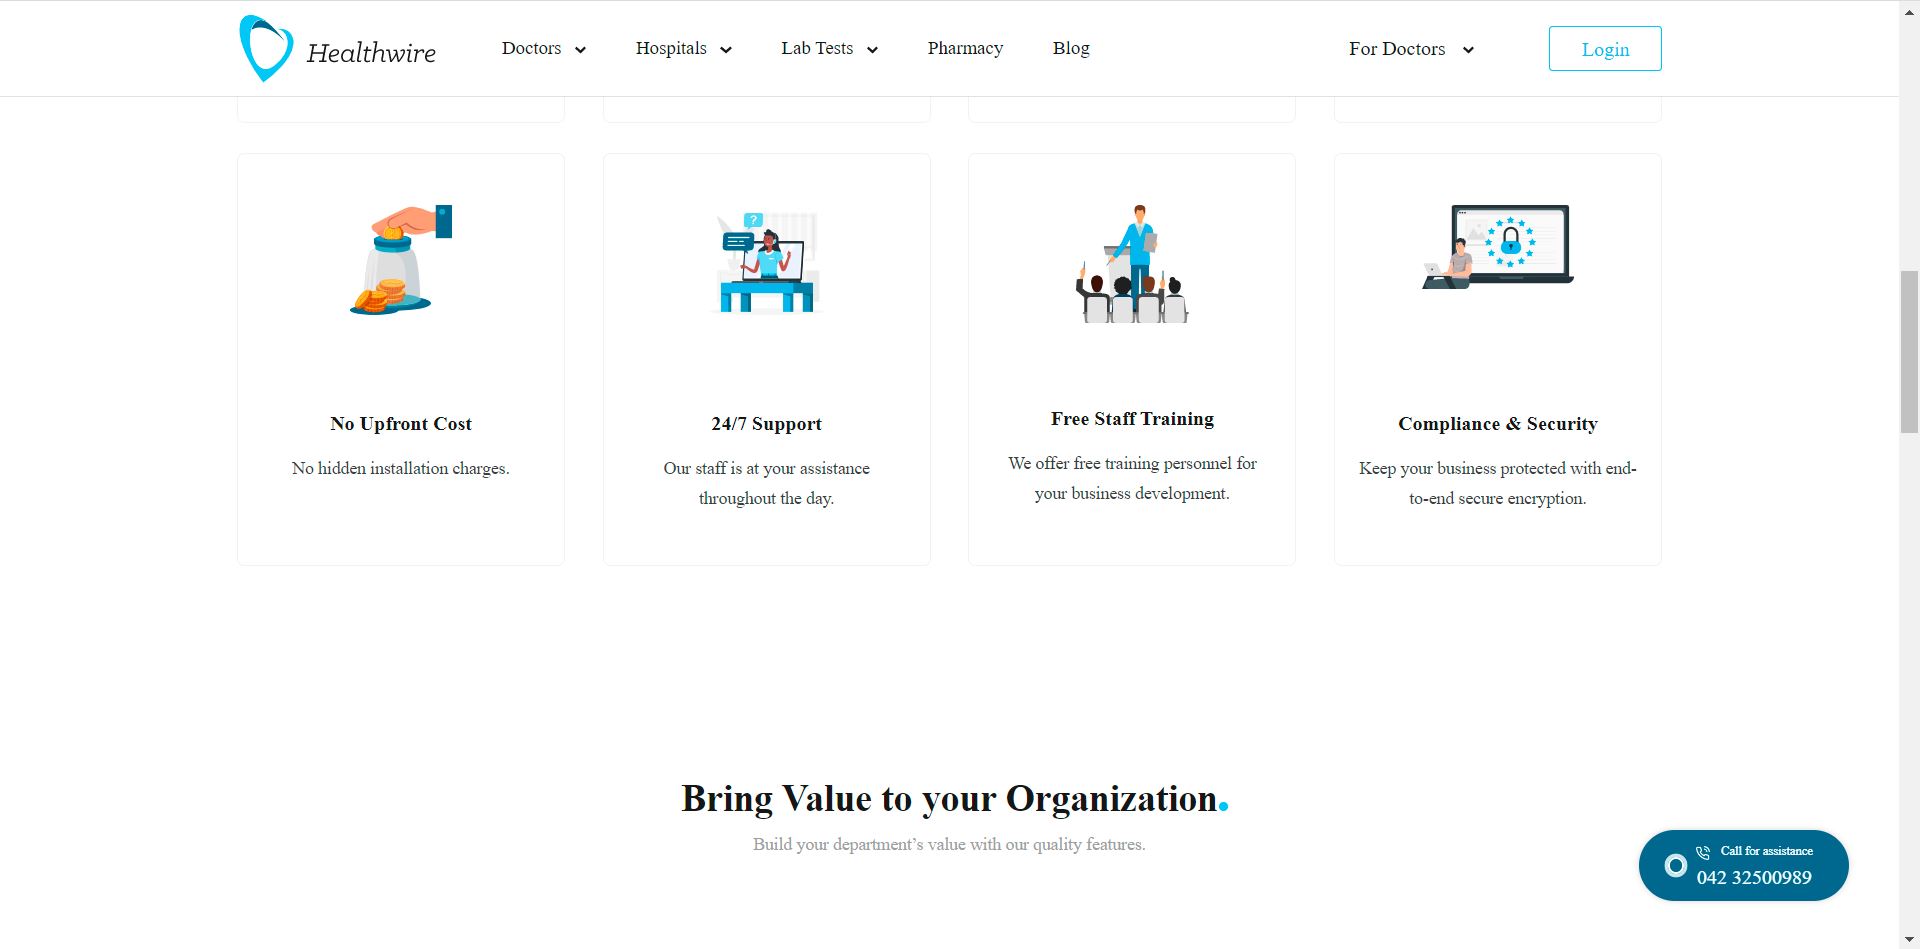 Healthwire
Doctors
Hospitals
Lab Tests
Pharmacy
Blog
For Doctors
Login
?
No Upfront Cost
No hidden installation charges.
24/7 Support
Our staff is at your assistance
throughout the day.
Free Staff Training
We offer free training personnel for
your business development.
Compliance & Security
Keep your business protected with end-
to-end secure encryption.
Bring Value to your Organization.
Build your department’s value with our quality features.
Call for assistance
042 32500989